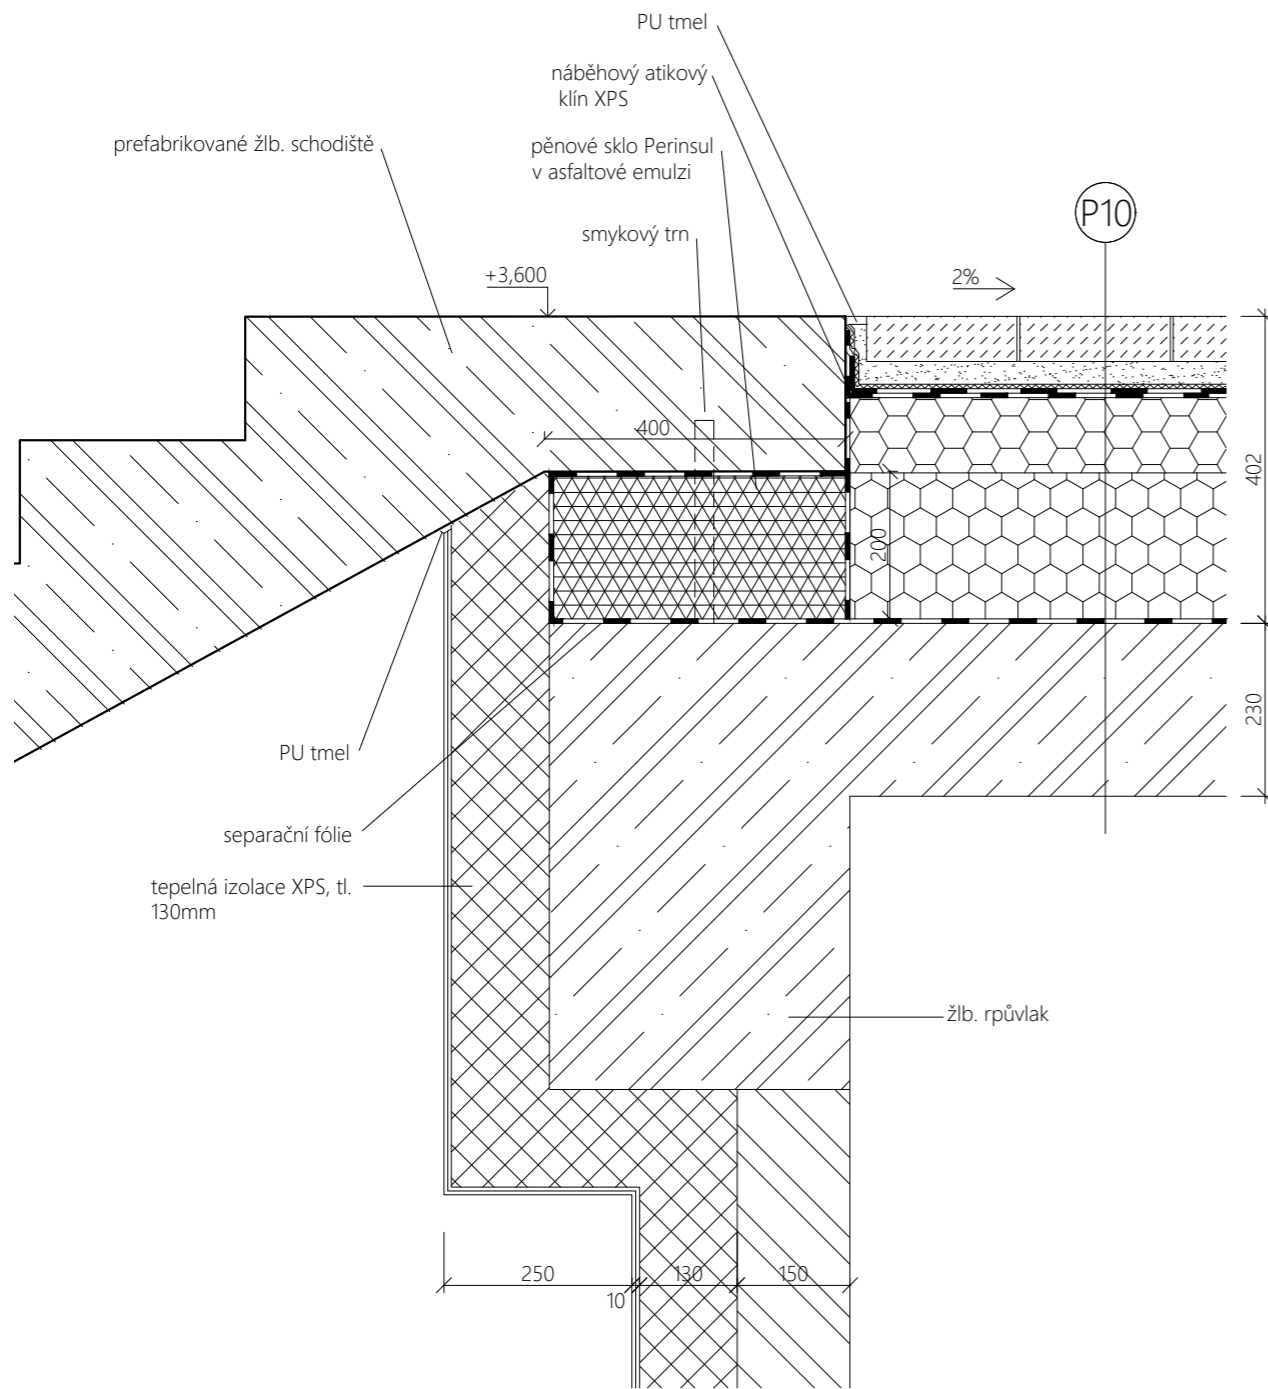 PU tmel
náběhový atikový
klín XPS
prefabrikované žlb. schodiště
pěnové sklo Perinsul
v asfaltové emulzi
P10
smykový trn
+3,600
2%
400
402
200
230
PU tmel
separační fólie
tepelná izolace XPS, tl.
130mm
žlb. rpůvlak
250
10
130
150